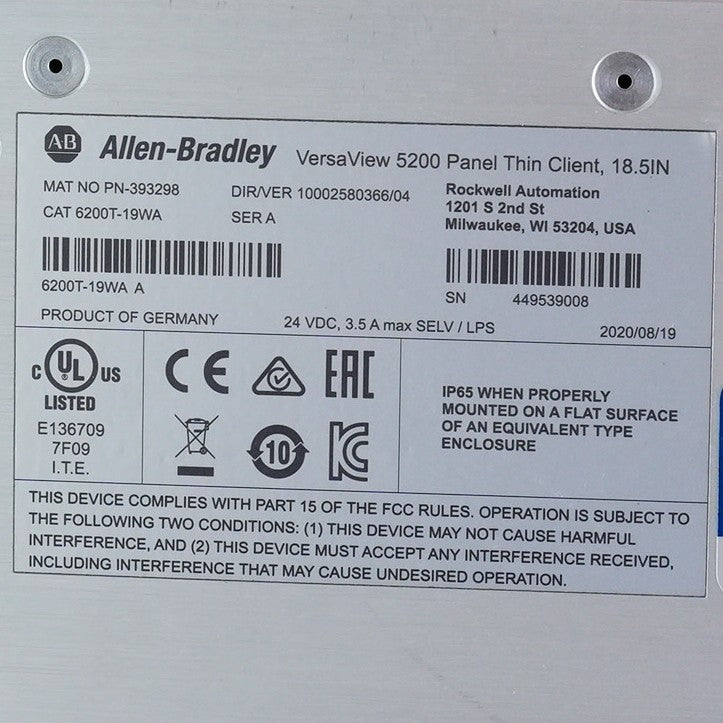 AB Allen-Bradley VersaView 5200 Panel Thin Client, 18.5IN
MAT NO PN-393298
DIR/VER 10002580366/04
CAT 6200T-19WA
SER A
Rockwell Automation
1201 S 2nd St
Milwaukee, WI 53204, USA
6200T-19WA A
SN 449539008
PRODUCT OF GERMANY
24 VDC, 3.5 A max SELV / LPS
2020/08/19
C UL US
LISTED
E136709
7F09
I.T.E.
CE
EAC
10
KC
IP65 WHEN PROPERLY
MOUNTED ON A FLAT SURFACE
OF AN EQUIVALENT TYPE
ENCLOSURE
THIS DEVICE COMPLIES WITH PART 15 OF THE FCC RULES. OPERATION IS SUBJECT TO
THE FOLLOWING TWO CONDITIONS: (1) THIS DEVICE MAY NOT CAUSE HARMFUL
INTERFERENCE, AND (2) THIS DEVICE MUST ACCEPT ANY INTERFERENCE RECEIVED,
INCLUDING INTERFERENCE THAT MAY CAUSE UNDESIRED OPERATION.